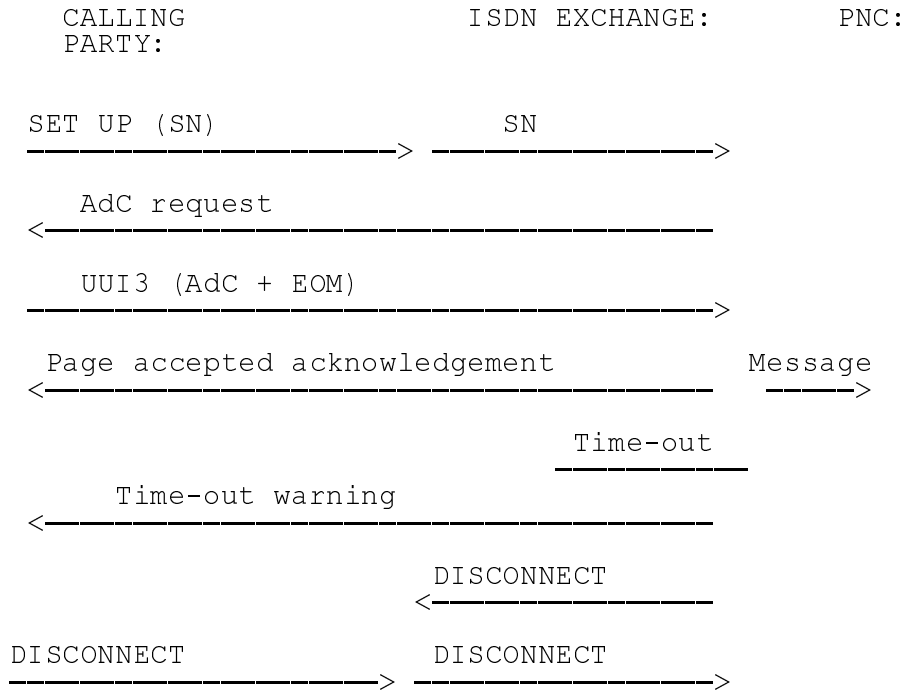 CALLING PARTY: ISDN EXCHANGE: PNC:
SET UP (SN) SN
AdC request
UUI3 (AdC + EOM)
Page accepted acknowledgement Message
Time-out
Time-out warning
DISCONNECT
DISCONNECT DISCONNECT